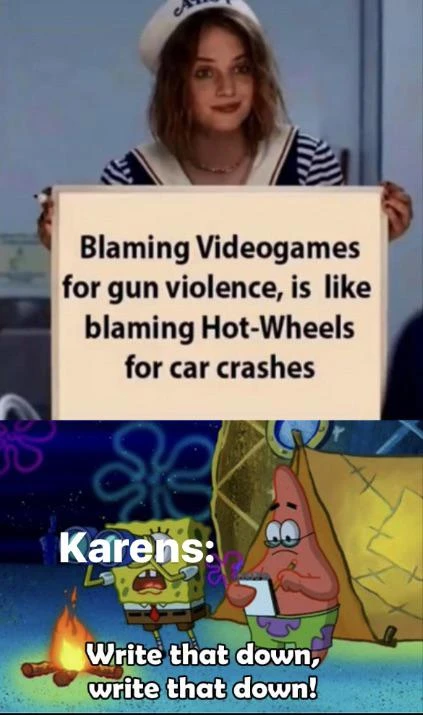 Blaming Videogames
for gun violence, is like
blaming Hot-Wheels
for car crashes
Karens:
Write that down,
write that down!